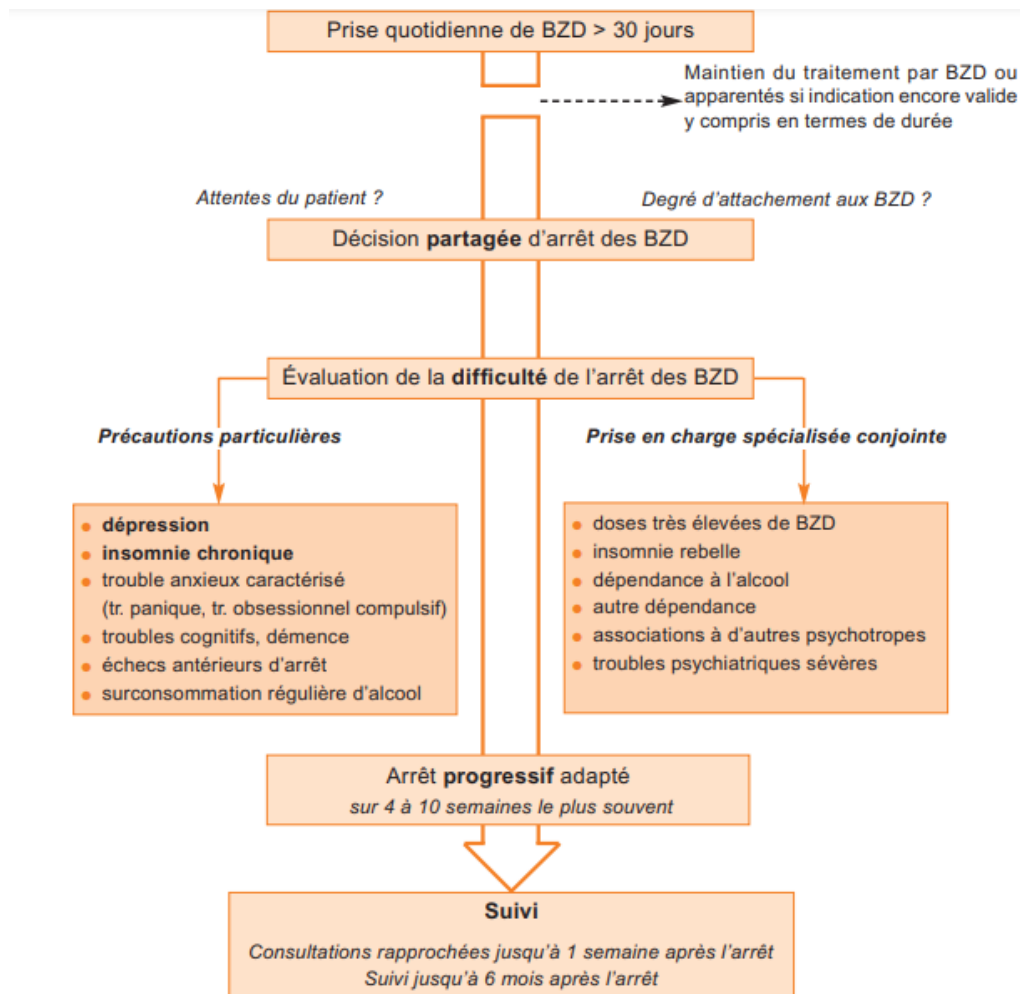 Prise quotidienne de BZD > 30 jours
Maintien du traitement par BZD ou
apparentés si indication encore valide
y compris en termes de durée
Attentes du patient ?
Degré d'attachement aux BZD ?
Décision partagée d'arrêt des BZD
Évaluation de la difficulté de l'arrêt des BZD
Précautions particulières
Prise en charge spécialisée conjointe
● dépression
● insomnie chronique
● trouble anxieux caractérisé
(tr. panique, tr. obsessionnel compulsif)
● troubles cognitifs, démence
● échecs antérieurs d'arrêt
● surconsommation régulière d'alcool
● doses très élevées de BZD
● insomnie rebelle
● dépendance à l'alcool
● autre dépendance
● associations à d'autres psychotropes
● troubles psychiatriques sévères
Arrêt progressif adapté
sur 4 à 10 semaines le plus souvent
Suivi
Consultations rapprochées jusqu'à 1 semaine après l'arrêt
Suivi jusqu'à 6 mois après l'arrêt